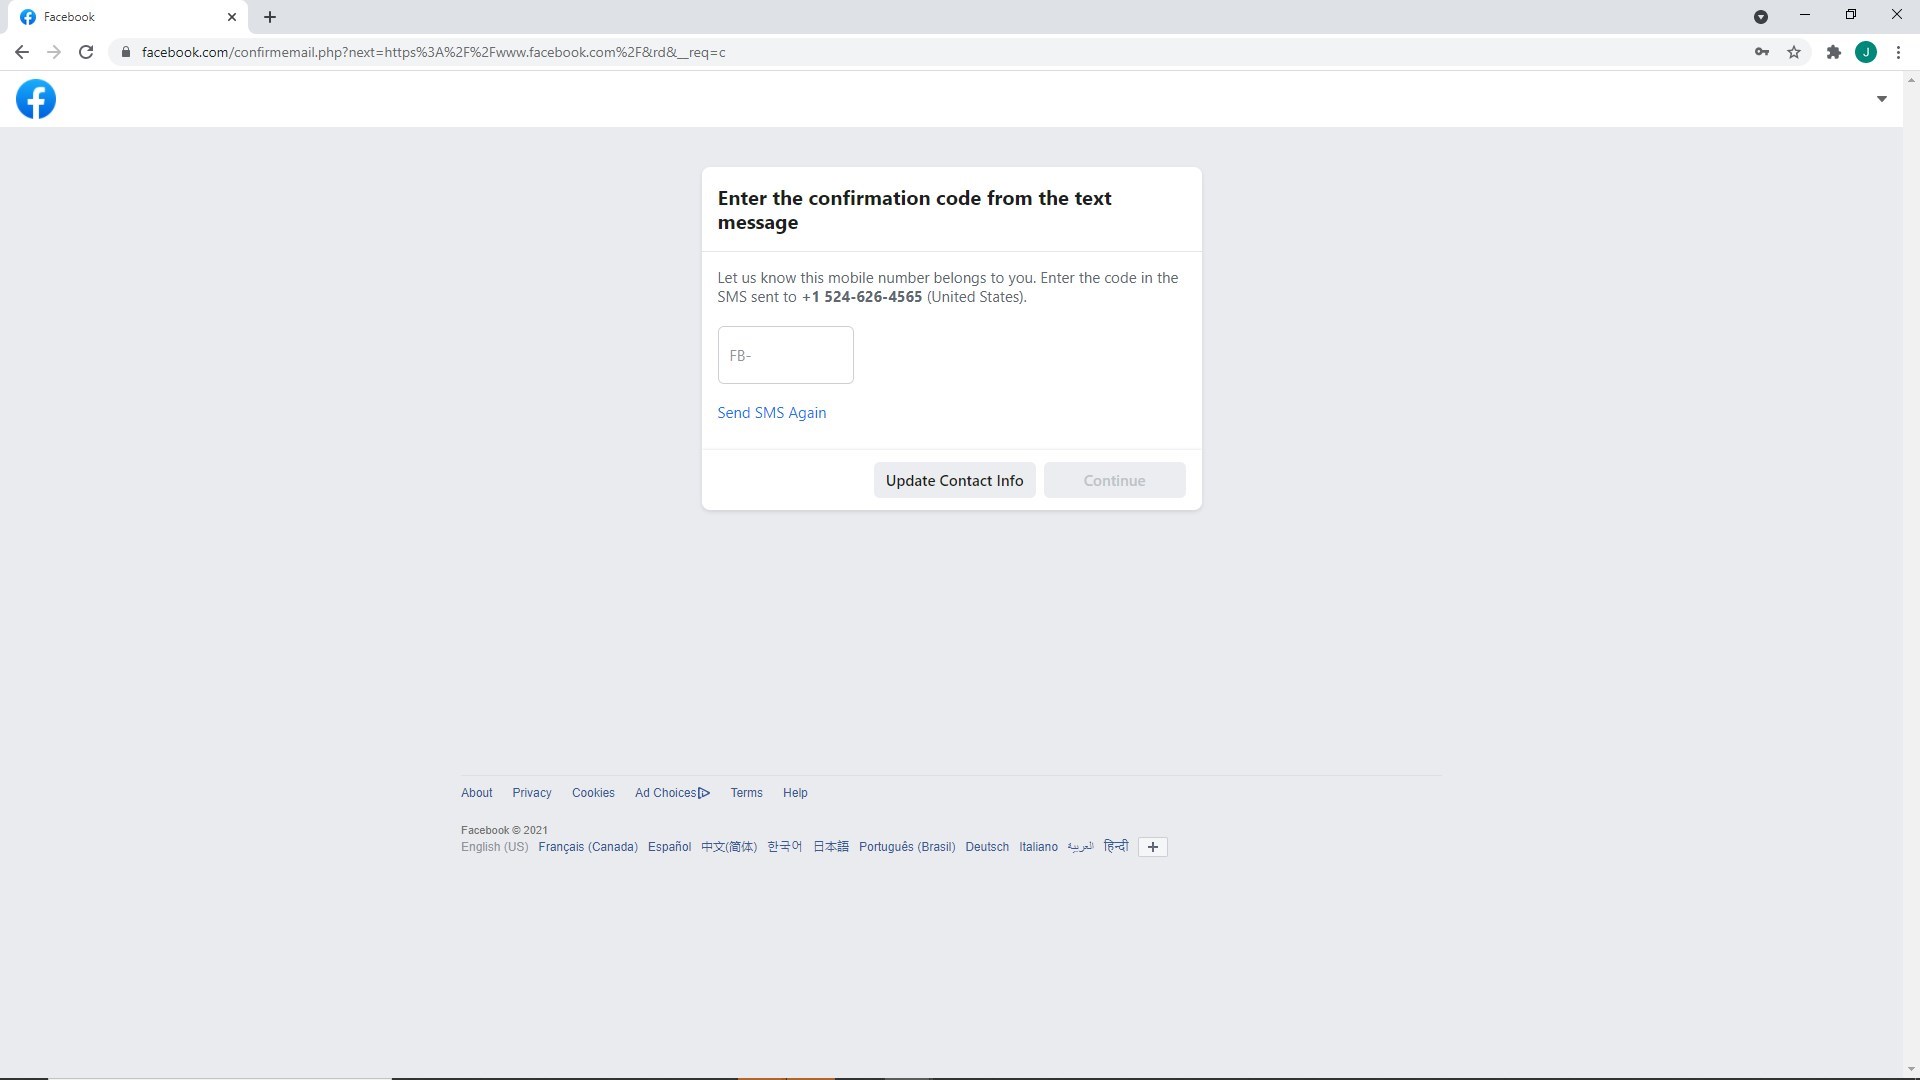 Facebook
facebook.com/confirmemail.php?next=https%3A%2F%2Fwww.facebook.com%2F&rd&__req=c
J
Enter the confirmation code from the text
message
Let us know this mobile number belongs to you. Enter the code in the
SMS sent to +1 524-626-4565 (United States).
FB-
Send SMS Again
Update Contact Info Continue
About Privacy Cookies Ad Choices Terms Help
Facebook © 2021
English (US) Français (Canada) Español 中文(简体) 한국어 日本語 Português (Brasil) Deutsch Italiano العربية हिन्दी